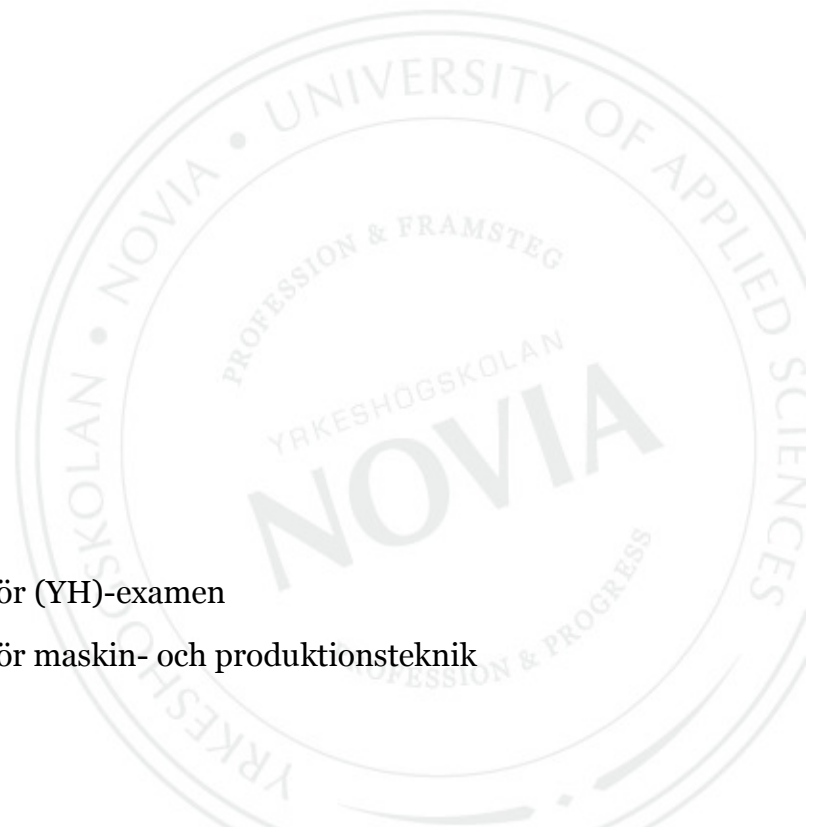 UNIVERSITY OF APPLIED SCIENCES
YRKESHÖGSKOLAN • NOVIA •
PROFESSION & FRAMSTEG
YRKESHÖGSKOLAN
NOVIA
PROFESSION & PROGRESS
ör (YH)-examen
ör maskin- och produktionsteknik